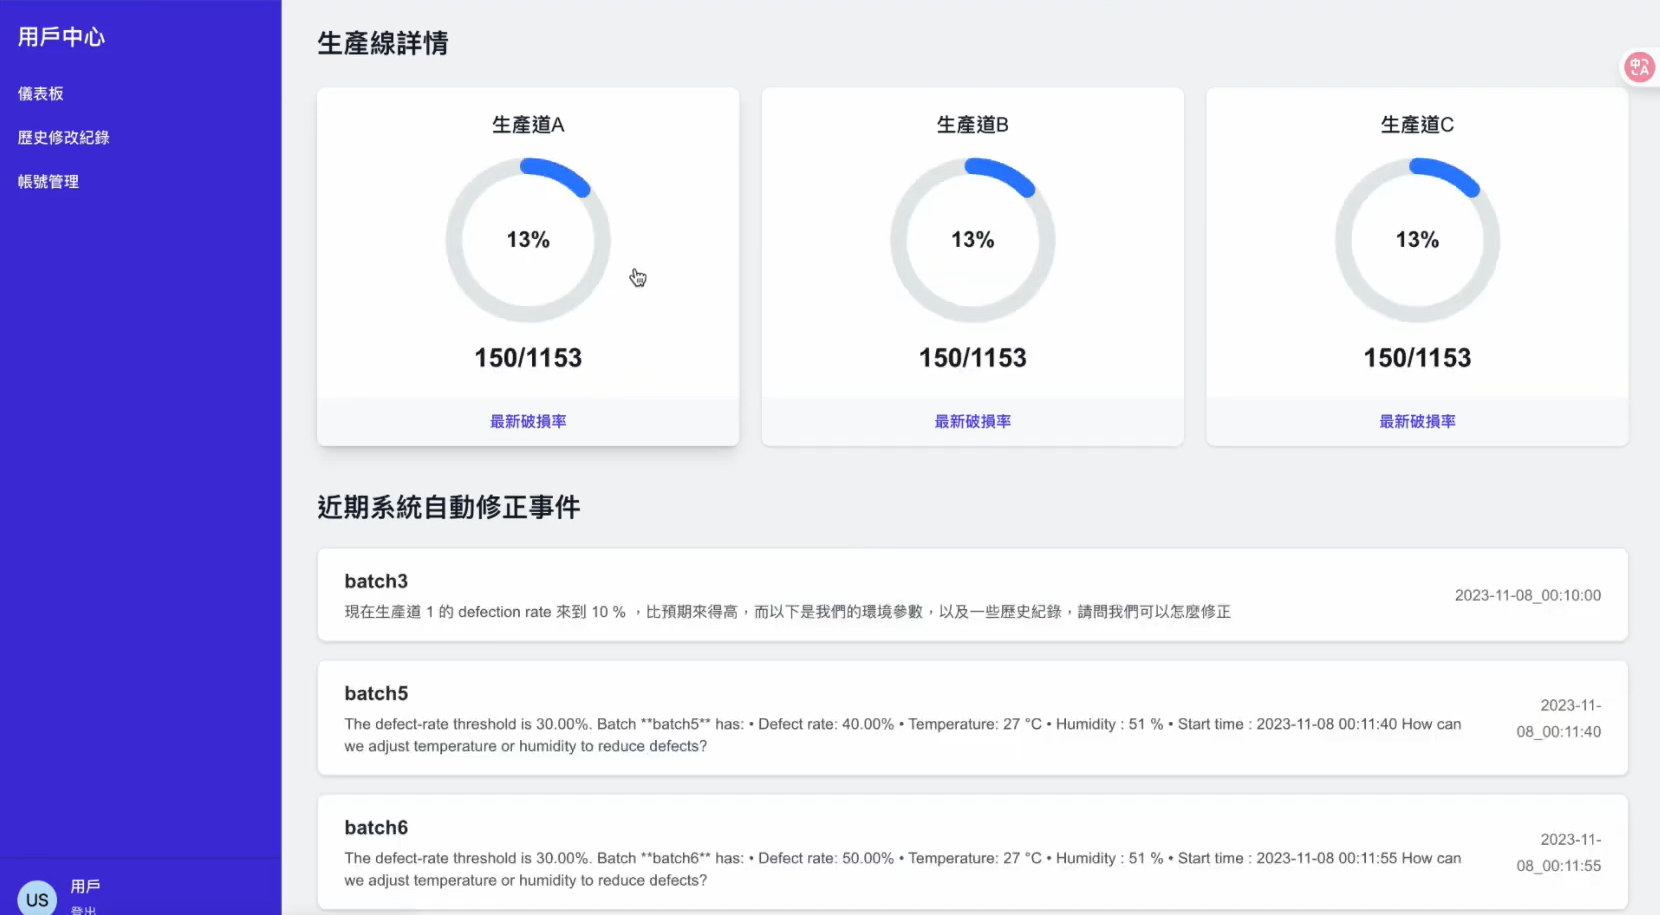 用戶中心
儀表板
歷史修改紀錄
帳號管理
US
用戶
登出
生產線詳情
生產道A
13%
150/1153
最新破損率
生產道B
13%
150/1153
最新破損率
生產道C
13%
150/1153
最新破損率
中
A
近期系統自動修正事件
batch3
現在生產道 1 的 defection rate 來到 10 % ，比預期來得高，而以下是我們的環境參數，以及一些歷史紀錄，請問我們可以怎麼修正
2023-11-08_00:10:00
batch5
The defect-rate threshold is 30.00%. Batch **batch5** has: • Defect rate: 40.00% • Temperature: 27 °C • Humidity : 51 % • Start time : 2023-11-08 00:11:40 How can
we adjust temperature or humidity to reduce defects?
2023-11-
08_00:11:40
batch6
The defect-rate threshold is 30.00%. Batch **batch6** has: • Defect rate: 50.00% • Temperature: 27 °C • Humidity : 51 % • Start time : 2023-11-08 00:11:55 How can
we adjust temperature or humidity to reduce defects?
2023-11-
08_00:11:55